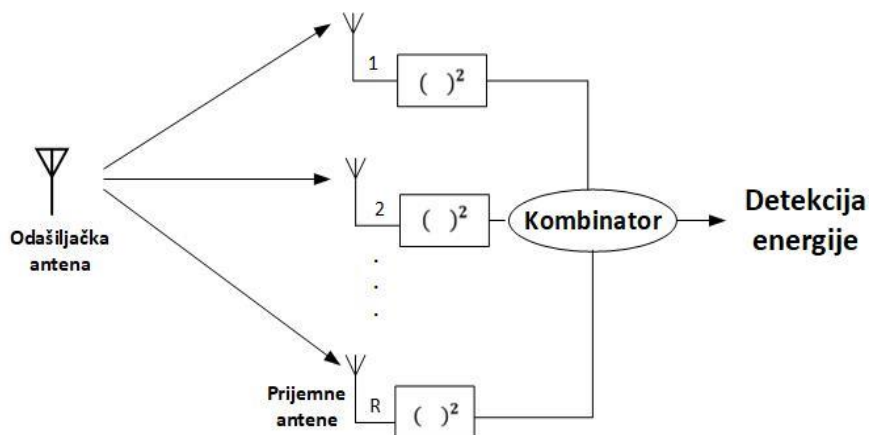 1
( )²
2
( )²
Kombinator
Detekcija
energije
Odašiljačka
antena
.
.
.
Prijemne
antene
R
( )²